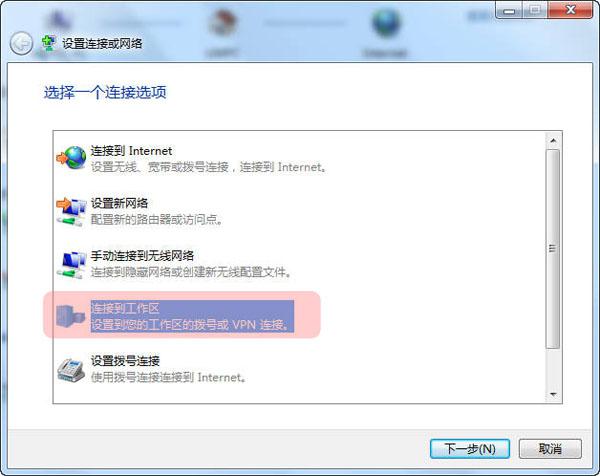 设置连接或网络
选择一个连接选项
连接到 Internet
设置无线、宽带或拨号连接，连接到 Internet。
设置新网络
配置新的路由器或访问点。
手动连接到无线网络
连接到隐藏网络或创建新无线配置文件。
连接到工作区
设置到您的工作区的拨号或 VPN 连接。
设置拨号连接
使用拨号连接连接到 Internet。
下一步(N)
取消